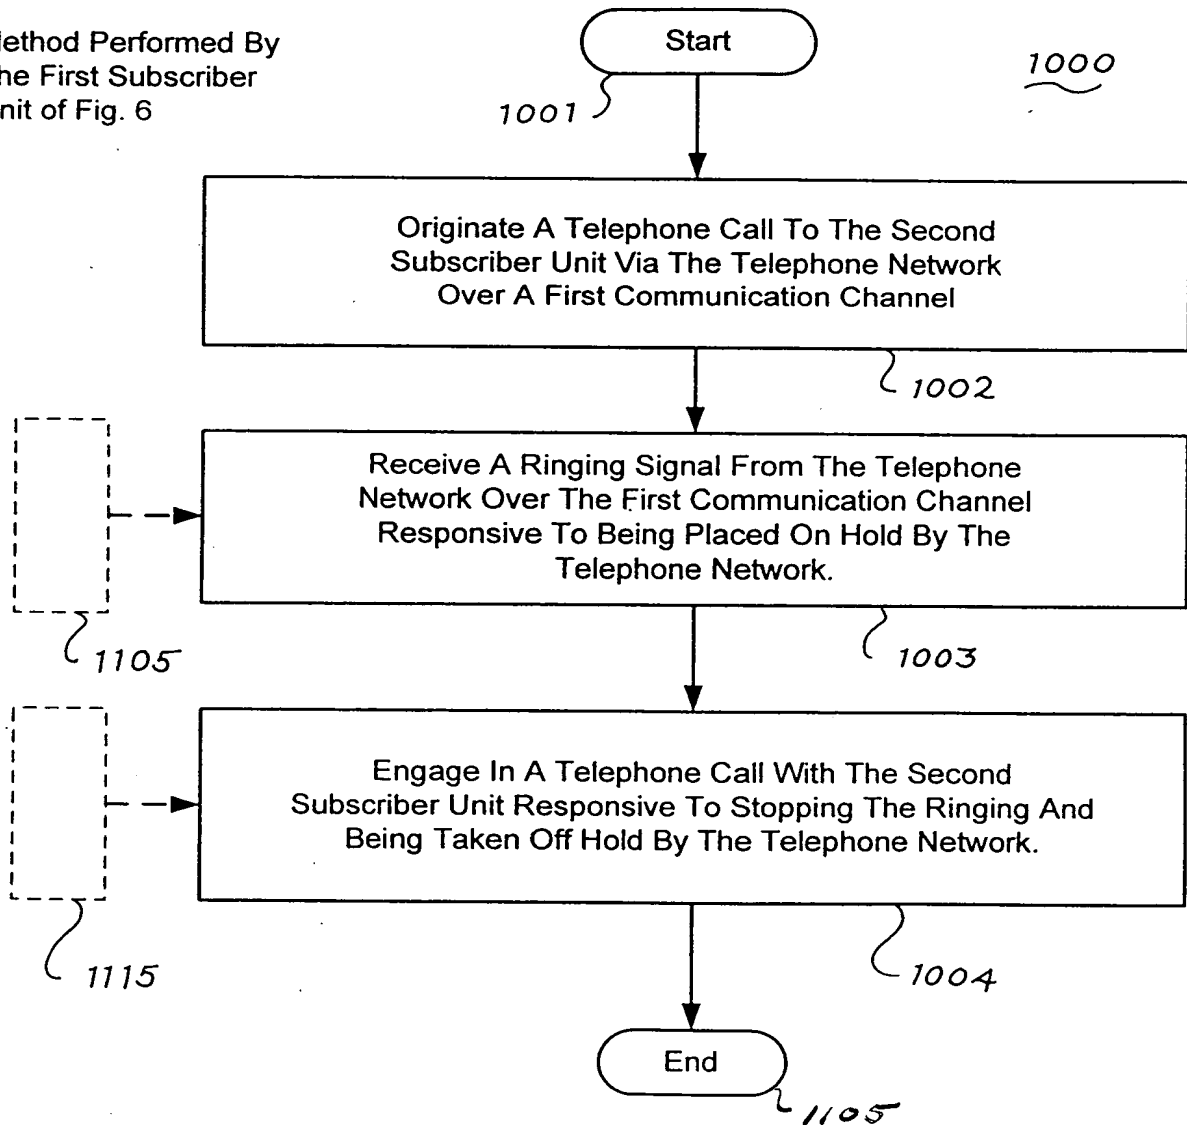 ethod Performed By
he First Subscriber
nit of Fig. 6
Start
1000
1001
Originate A Telephone Call To The Second
Subscriber Unit Via The Telephone Network
Over A First Communication Channel
1002
Receive A Ringing Signal From The Telephone
Network Over The First Communication Channel
Responsive To Being Placed On Hold By The
Telephone Network.
1105
1003
Engage In A Telephone Call With The Second
Subscriber Unit Responsive To Stopping The Ringing And
Being Taken Off Hold By The Telephone Network.
1115
1004
End
1105